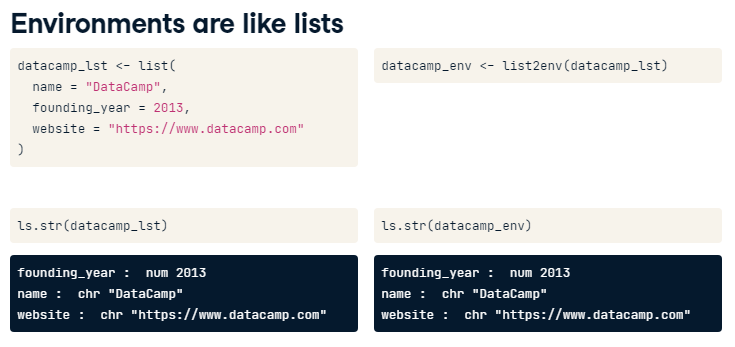 Environments are like lists
datacamp_lst <- list(
  name = "DataCamp",
  founding_year = 2013,
  website = "https://www.datacamp.com"
)
datacamp_env <- list2env(datacamp_lst)
ls.str(datacamp_lst)
founding_year :  num 2013
name :  chr "DataCamp"
website :  chr "https://www.datacamp.com"
ls.str(datacamp_env)
founding_year :  num 2013
name :  chr "DataCamp"
website :  chr "https://www.datacamp.com"